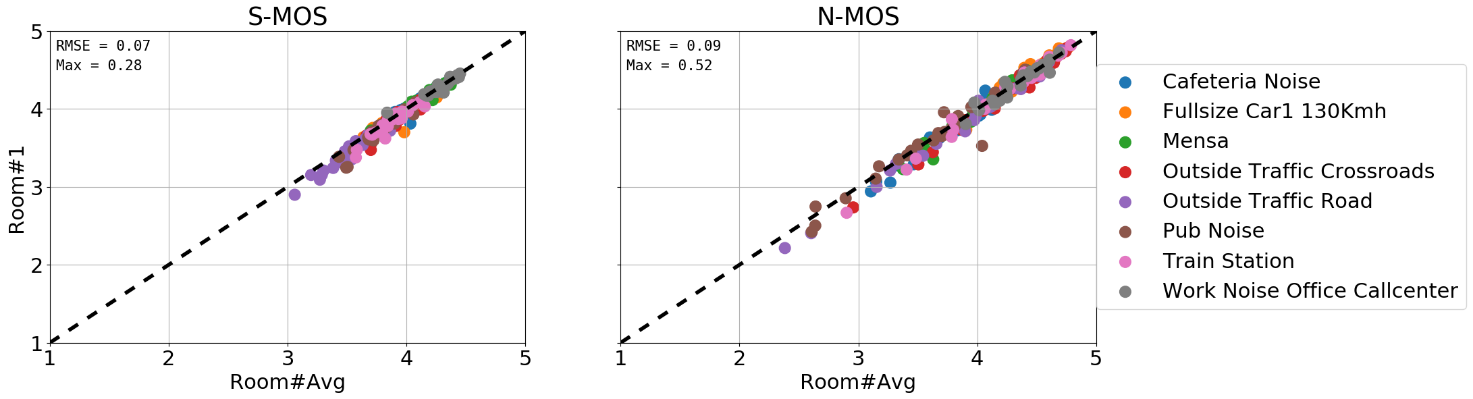 S-MOS
RMSE = 0.07
Max = 0.28
5
4
3
2
1
Room#1
1 2 3 4 5
Room#Avg
N-MOS
RMSE = 0.09
Max = 0.52
1 2 3 4 5
Room#Avg
Cafeteria Noise
Fullsize Car1 130Kmh
Mensa
Outside Traffic Crossroads
Outside Traffic Road
Pub Noise
Train Station
Work Noise Office Callcenter